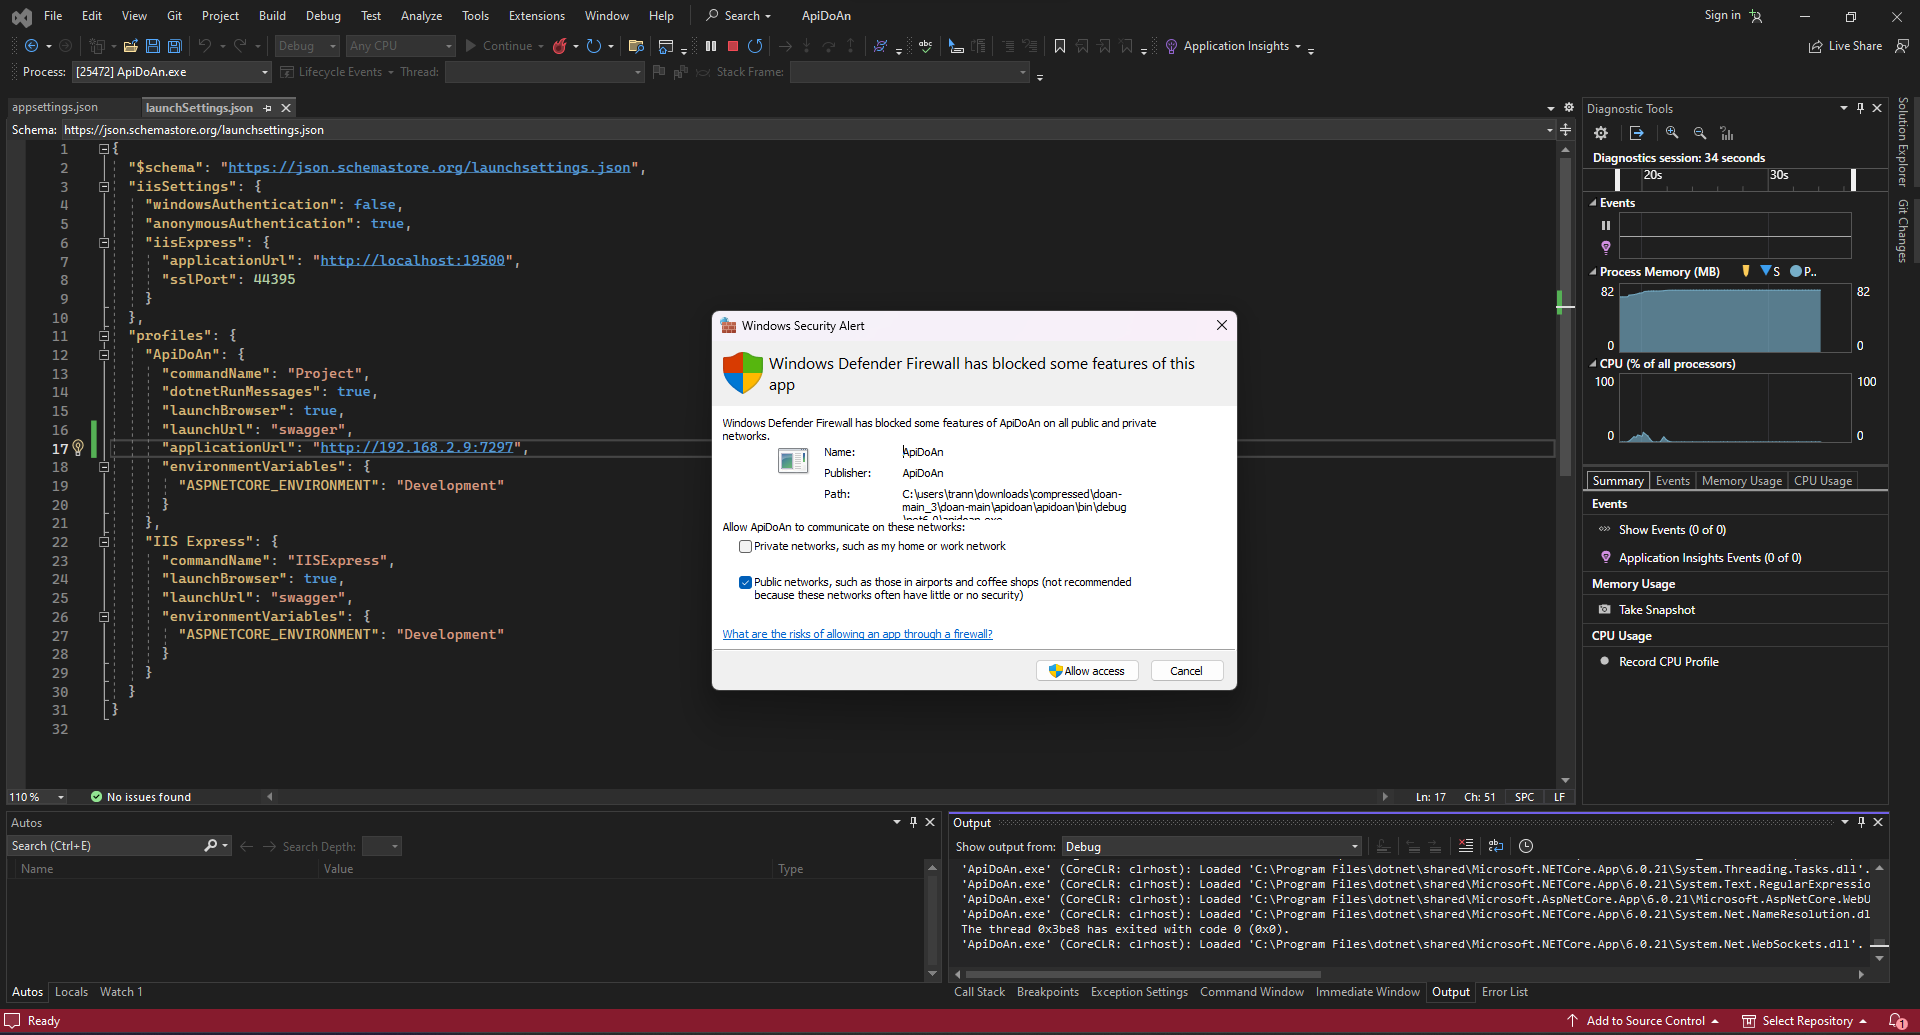 File Edit View Git Project Build Debug Test Analyze Tools Extensions Window Help Search ApiDoAn Sign in
Debug Any CPU Continue Application Insights Live Share
Process: [25472] ApiDoAn.exe Lifecycle Events Thread: Stack Frame:
appsettings.json launchSettings.json
Schema: https://json.schemastore.org/launchsettings.json
1 {
2 "$schema": "https://json.schemastore.org/launchsettings.json",
3 "iisSettings": {
4 "windowsAuthentication": false,
5 "anonymousAuthentication": true,
6 "iisExpress": {
7 "applicationUrl": "http://localhost:19500",
8 "sslPort": 44395
9 }
10 },
11 "profiles": {
12 "ApiDoAn": {
13 "commandName": "Project",
14 "dotnetRunMessages": true,
15 "launchBrowser": true,
16 "launchUrl": "swagger",
17 "applicationUrl": "http://192.168.2.9:7297",
18 "environmentVariables": {
19 "ASPNETCORE_ENVIRONMENT": "Development"
20 }
21 },
22 "IIS Express": {
23 "commandName": "IISExpress",
24 "launchBrowser": true,
25 "launchUrl": "swagger",
26 "environmentVariables": {
27 "ASPNETCORE_ENVIRONMENT": "Development"
28 }
29 }
30 }
31 }
32
110 % No issues found Ln: 17 Ch: 51 SPC LF
Windows Security Alert
Windows Defender Firewall has blocked some features of this
app
Windows Defender Firewall has blocked some features of ApiDoAn on all public and private
networks.
Name: ApiDoAn
Publisher: ApiDoAn
Path: C:\users\trann\downloads\compressed\doan-
main_3\doan-main\apidoan\apidoan\bin\debug
\net6.0\apidoan.exe
Allow ApiDoAn to communicate on these networks:
Private networks, such as my home or work network
Public networks, such as those in airports and coffee shops (not recommended
because these networks often have little or no security)
What are the risks of allowing an app through a firewall?
Allow access Cancel
Diagnostic Tools
Diagnostics session: 34 seconds
20s 30s
Events
Process Memory (MB) S P..
82 82
0 0
CPU (% of all processors)
100 100
0 0
Summary Events Memory Usage CPU Usage
Events
Show Events (0 of 0)
Application Insights Events (0 of 0)
Memory Usage
Take Snapshot
CPU Usage
Record CPU Profile
Solution Explorer
Git Changes
Autos
Search (Ctrl+E) Search Depth:
Name Value Type
Autos Locals Watch 1
Output
Show output from: Debug
'ApiDoAn.exe' (CoreCLR: clrhost): Loaded 'C:\Program Files\dotnet\shared\Microsoft.NETCore.App\6.0.21\System.Threading.Tasks.dll'.
'ApiDoAn.exe' (CoreCLR: clrhost): Loaded 'C:\Program Files\dotnet\shared\Microsoft.NETCore.App\6.0.21\System.Text.RegularExpressio
'ApiDoAn.exe' (CoreCLR: clrhost): Loaded 'C:\Program Files\dotnet\shared\Microsoft.AspNetCore.App\6.0.21\Microsoft.AspNetCore.WebU
'ApiDoAn.exe' (CoreCLR: clrhost): Loaded 'C:\Program Files\dotnet\shared\Microsoft.NETCore.App\6.0.21\System.Net.NameResolution.dl
The thread 0x3be8 has exited with code 0 (0x0).
'ApiDoAn.exe' (CoreCLR: clrhost): Loaded 'C:\Program Files\dotnet\shared\Microsoft.NETCore.App\6.0.21\System.Net.WebSockets.dll'.
Call Stack Breakpoints Exception Settings Command Window Immediate Window Output Error List
Ready Add to Source Control Select Repository 1